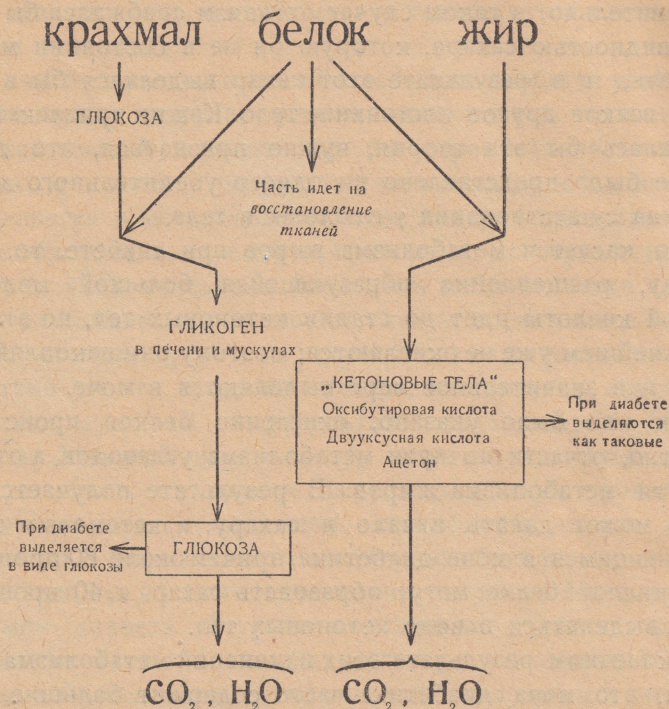 крахмал белок жир
ГЛЮКОЗА
Часть идет на
восстановление
тканей
ГЛИКОГЕН
в печени и мускулах
„КЕТОНОВЫЕ ТЕЛА“
Оксибутировая кислота
Двууксусная кислота
Ацетон
При диабете
выделяются
как таковые
При диабете
выделяется
в виде глюкозы
ГЛЮКОЗА
CO₂, H₂O
CO₂, H₂O